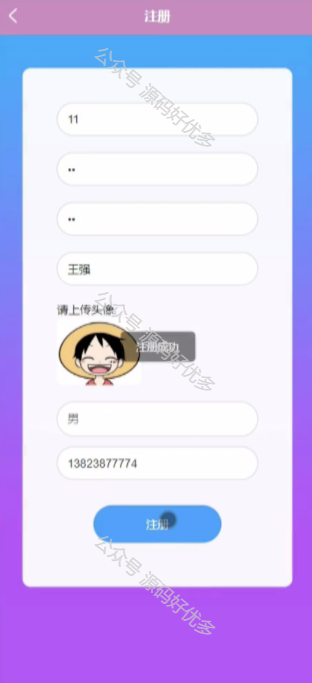 注册
公众号 源码好优多
11
••
••
王强
请上传头像
公众号 源码好优多
注册成功
男
13823877774
注册
公众号 源码好优多